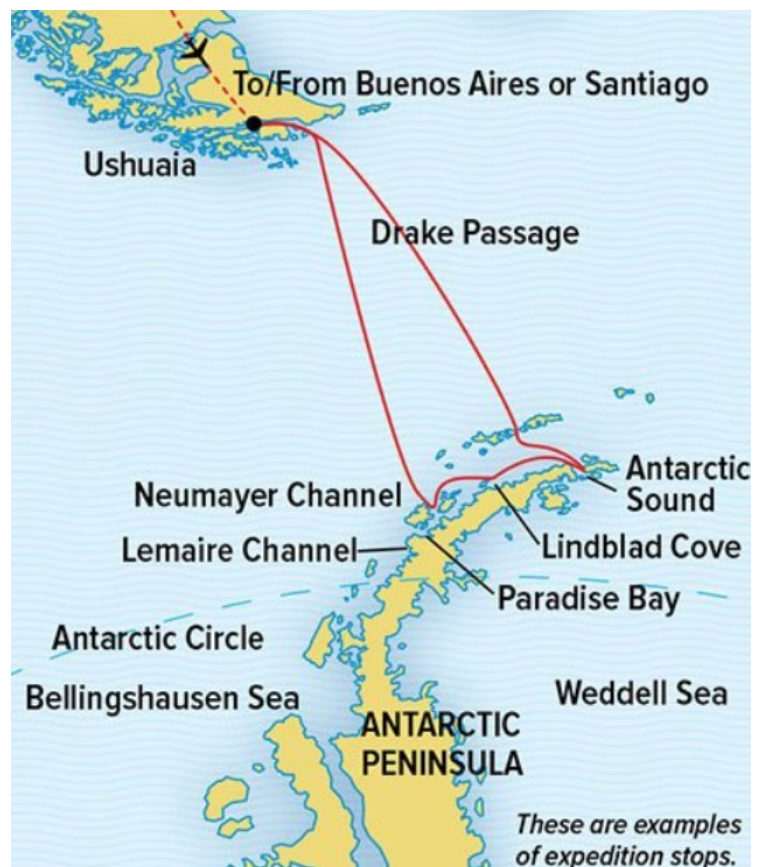 To/From Buenos Aires or Santiago
Ushuaia
Drake Passage
Antarctic
Sound
Neumayer Channel
Lindblad Cove
Lemaire Channel
Paradise Bay
Antarctic Circle
Bellingshausen Sea
Weddell Sea
ANTARCTIC
PENINSULA
These are examples
of expedition stops.